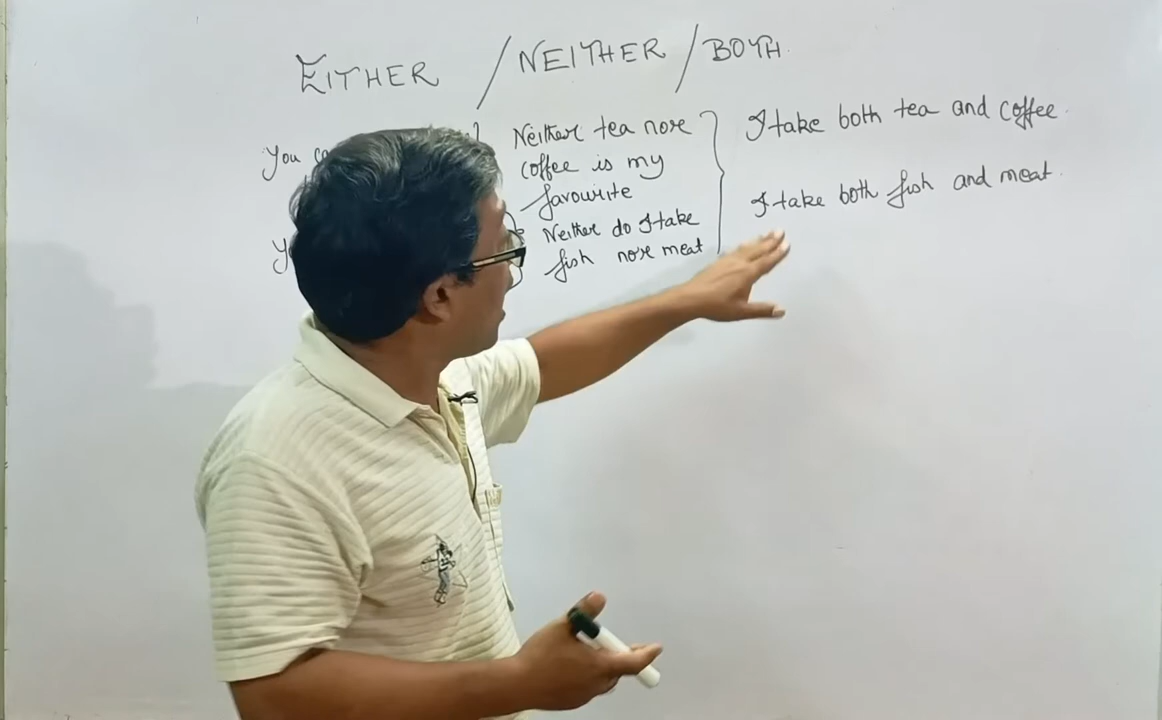 EITHER / NEITHER / BOTH
You
Neither tea nore
coffee is my
favourite
Neither do I take
fish nore meat
I take both tea and coffee.
I take both fish and meat.